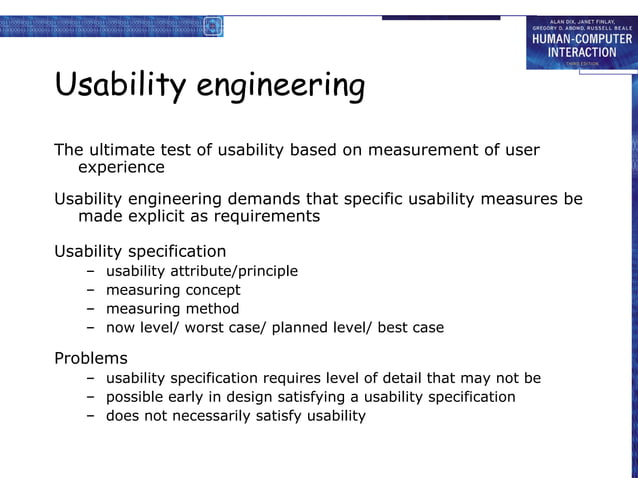 ALAN DIX, JANET FINLAY,
GREGORY D. ABOWD, RUSSELL BEALE
HUMAN-COMPUTER
INTERACTION
THIRD EDITION
Usability engineering
The ultimate test of usability based on measurement of user
experience
Usability engineering demands that specific usability measures be
made explicit as requirements
Usability specification
– usability attribute/principle
– measuring concept
– measuring method
– now level/ worst case/ planned level/ best case
Problems
– usability specification requires level of detail that may not be
– possible early in design satisfying a usability specification
– does not necessarily satisfy usability